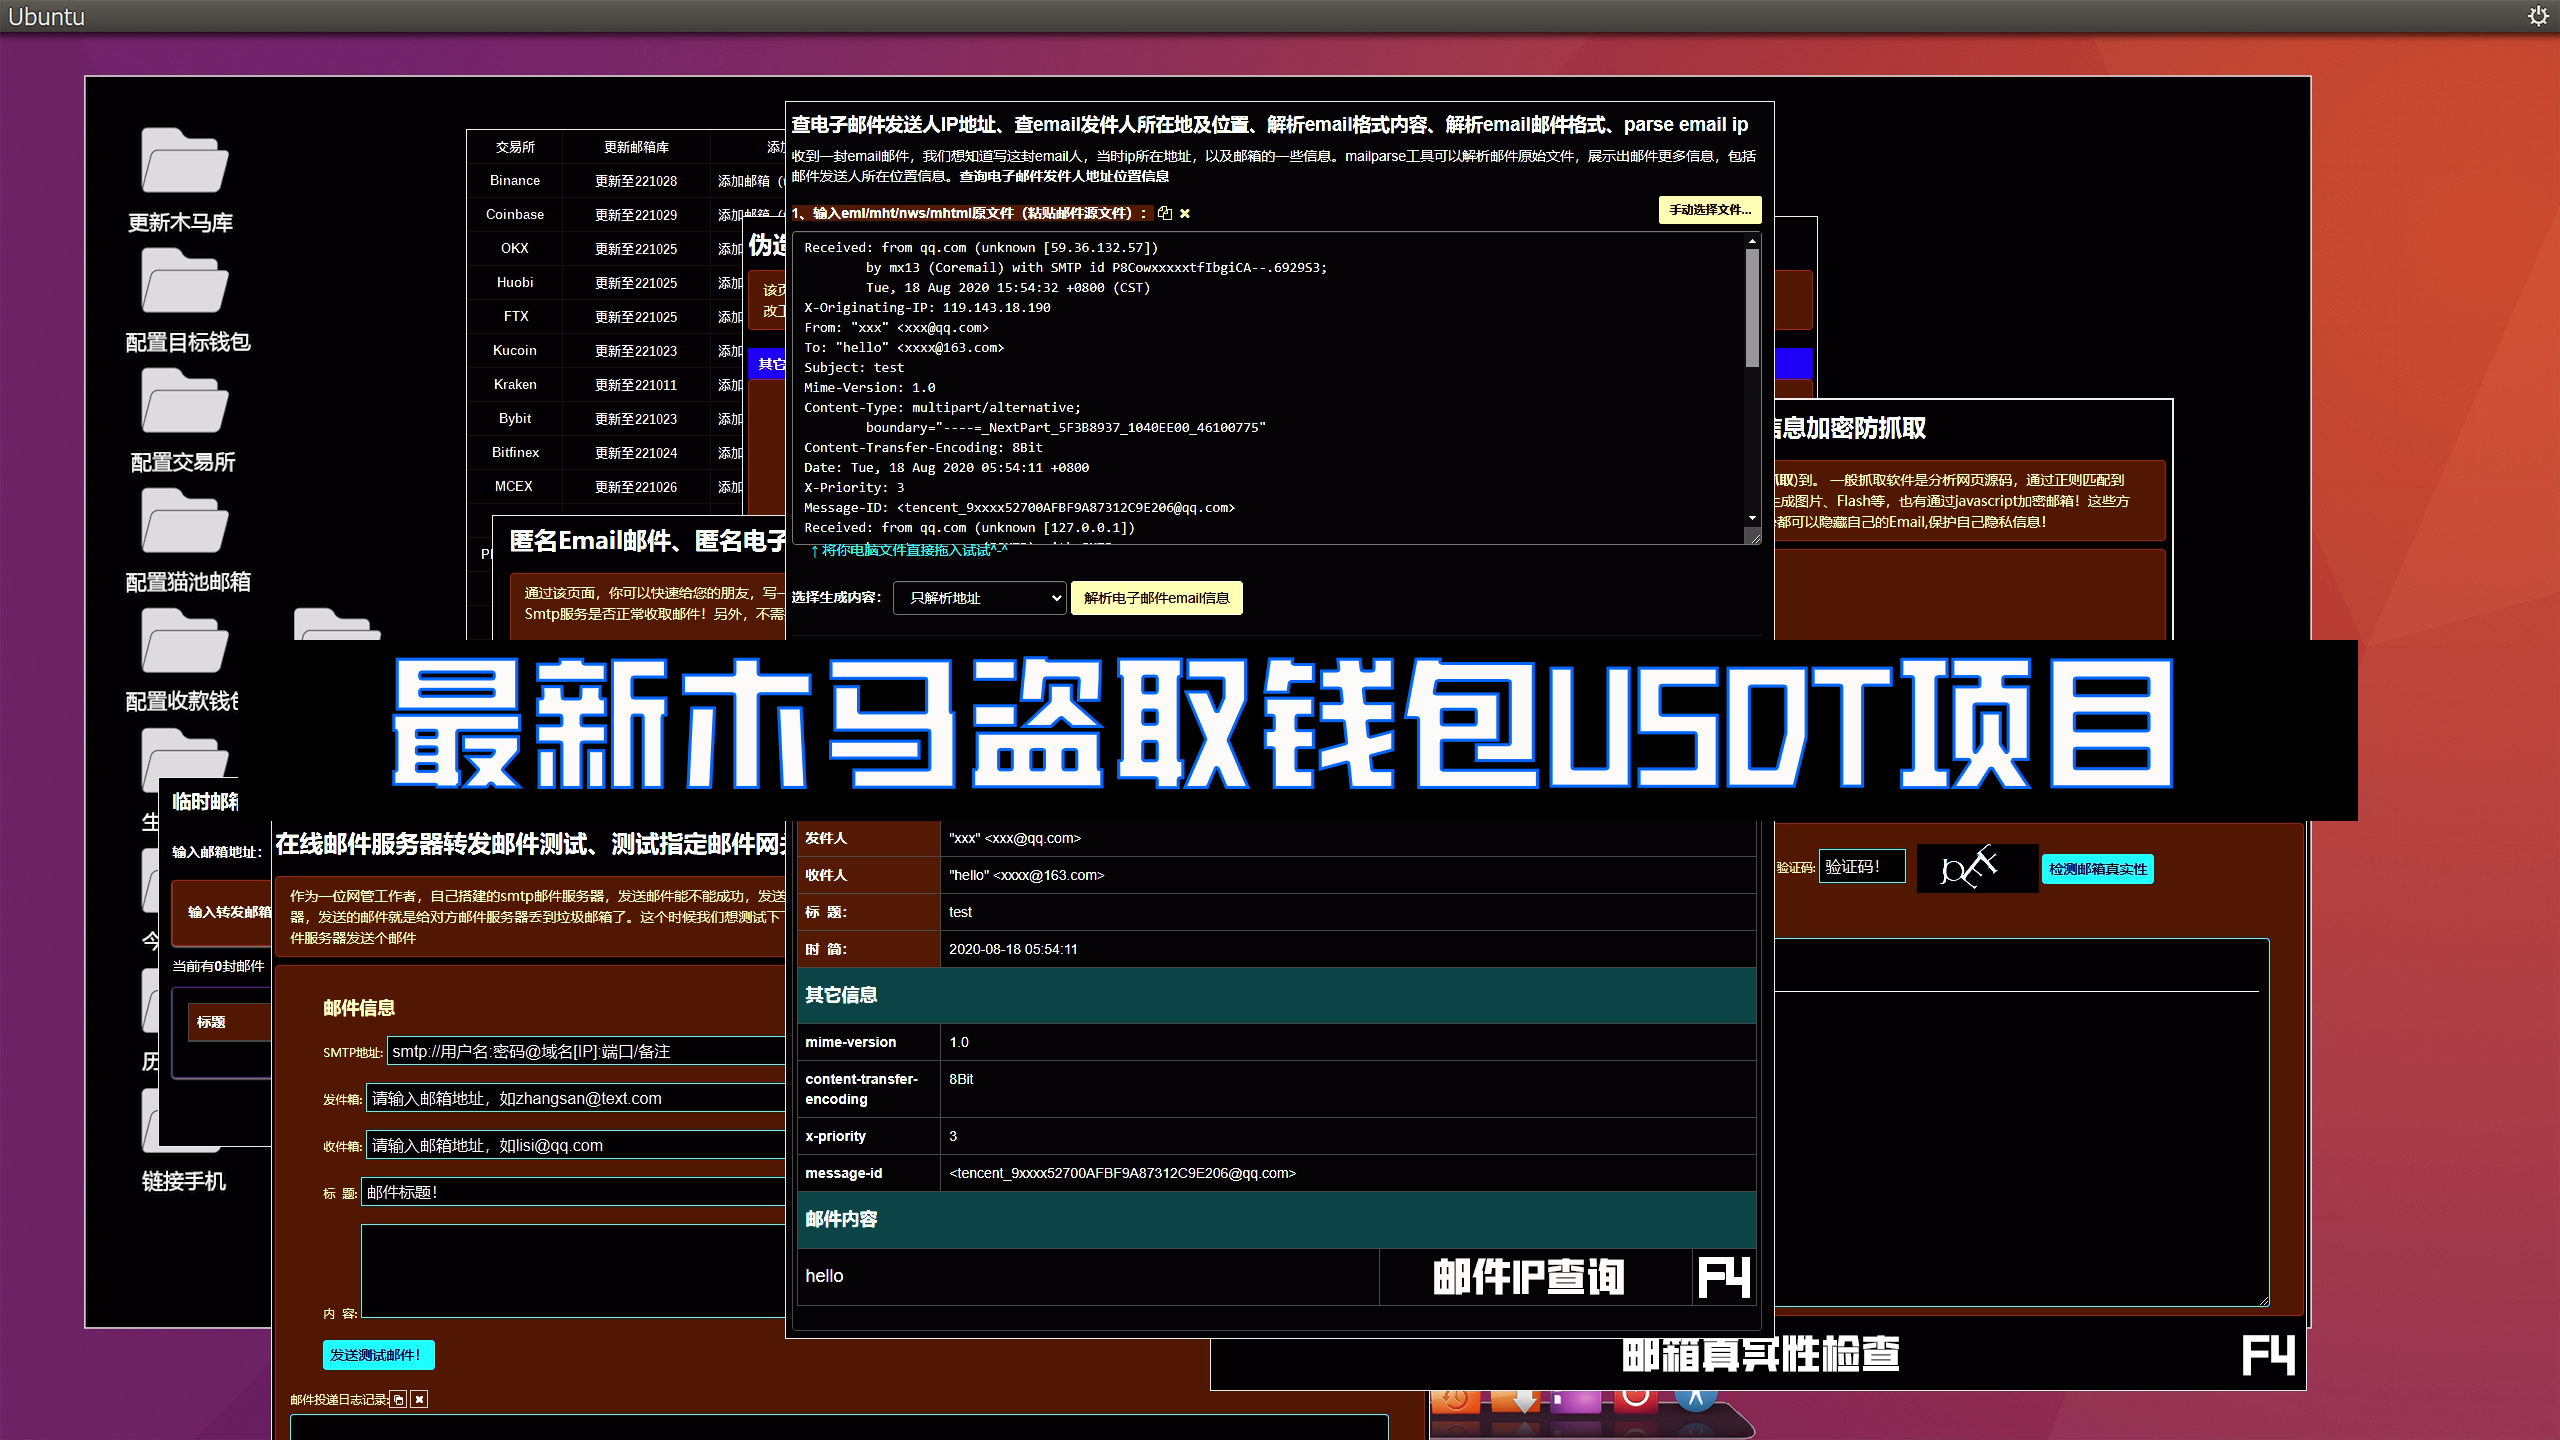 Ubuntu
更新木马库
配置目标钱包
配置交易所
配置猫池邮箱
配置收款钱包
链接手机
交易所
更新邮箱库
Binance
更新至221028
添加邮箱
Coinbase
更新至221029
添加邮箱
OKX
更新至221025
添加
Huobi
更新至221025
添加
FTX
更新至221025
添加
Kucoin
更新至221023
添加
Kraken
更新至221011
添加
Bybit
更新至221023
添加
Bitfinex
更新至221024
添加
MCEX
更新至221026
添加
查电子邮件发送人IP地址、查email发件人所在地及位置、解析email格式内容、解析email邮件格式、parse email ip
收到一封email邮件，我们想知道写这封email人，当时ip所在地址，以及邮箱的一些信息。mailparse工具可以解析邮件原始文件，展示出邮件更多信息，包括
邮件发送人所在位置信息。查询电子邮件发件人地址位置信息
1、输入eml/mht/nws/mhtml原文件（粘贴邮件源文件）：
手动选择文件...
Received: from qq.com (unknown [59.36.132.57])
by mx13 (Coremail) with SMTP id P8CowxxxxxtfIbgiCA--.6929S3;
Tue, 18 Aug 2020 15:54:32 +0800 (CST)
X-Originating-IP: 119.143.18.190
From: "xxx" <xxx@qq.com>
To: "hello" <xxxx@163.com>
Subject: test
Mime-Version: 1.0
Content-Type: multipart/alternative;
boundary="----=_NextPart_5F3B8937_1040EE00_46100775"
Content-Transfer-Encoding: 8Bit
Date: Tue, 18 Aug 2020 05:54:11 +0800
X-Priority: 3
Message-ID: <tencent_9xxxx52700AFBF9A87312C9E206@qq.com>
Received: from qq.com (unknown [127.0.0.1])
↑将你电脑文件直接拖入试试^-^
选择生成内容：
只解析地址
解析电子邮件email信息
其它
匿名Email邮件、匿名电子
通过该页面，你可以快速给您的朋友，写一
Smtp服务是否正常收取邮件！另外，不需
信息加密防抓取
抓取)到。 一般抓取软件是分析网页源码，通过正则匹配到
生成图片、Flash等，也有通过javascript加密邮箱！这些方
都可以隐藏自己的Email,保护自己隐私信息！
最新木马盗取钱包USDT项目
临时邮箱
输入邮箱地址：
输入转发邮箱
当前有0封邮件
标题
在线邮件服务器转发邮件测试、测试指定邮件网关
作为一位网管工作者，自己搭建的smtp邮件服务器，发送邮件能不能成功，发送
器，发送的邮件就是给对方邮件服务器丢到垃圾邮箱了。这个时候我们想测试下
件服务器发送个邮件
邮件信息
SMTP地址:
smtp://用户名:密码@域名[IP]:端口/备注
发件箱:
请输入邮箱地址，如zhangsan@text.com
收件箱:
请输入邮箱地址，如lisi@qq.com
标 题:
邮件标题！
内 容:
发送测试邮件！
邮件投递日志记录:
发件人
"xxx" <xxx@qq.com>
收件人
"hello" <xxxx@163.com>
标 题:
test
时 简:
2020-08-18 05:54:11
其它信息
mime-version
1.0
content-transfer-
encoding
8Bit
x-priority
3
message-id
<tencent_9xxxx52700AFBF9A87312C9E206@qq.com>
邮件内容
hello
邮件IP查询
F4
验证码:
验证码！
检测邮箱真实性
邮箱真实性检查
F4